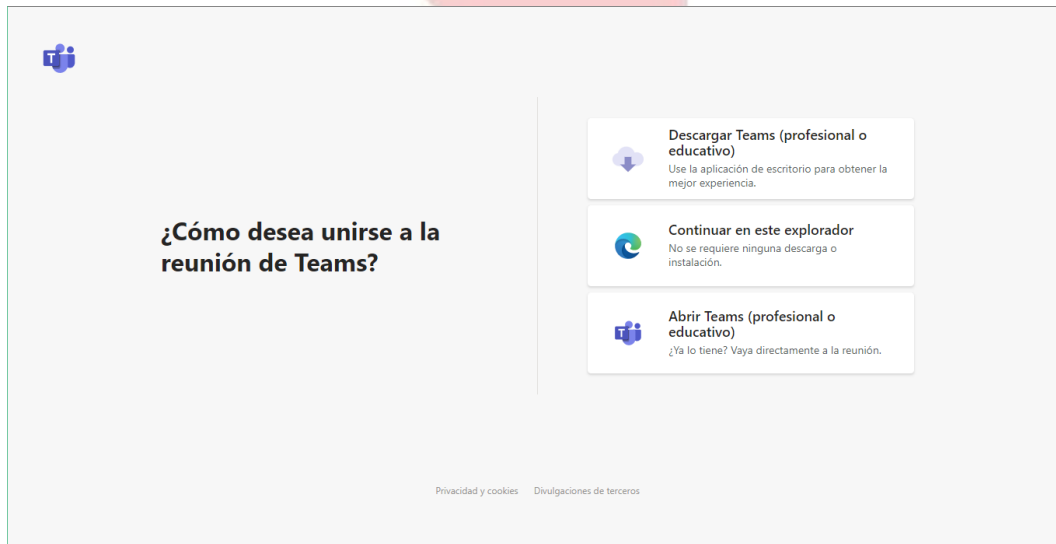 ¿Cómo desea unirse a la
reunión de Teams?
Descargar Teams (profesional o
educativo)
Use la aplicación de escritorio para obtener la
mejor experiencia.
Continuar en este explorador
No se requiere ninguna descarga o
instalación.
Abrir Teams (profesional o
educativo)
¿Ya lo tiene? Vaya directamente a la reunión.
Privacidad y cookies Divulgaciones de terceros